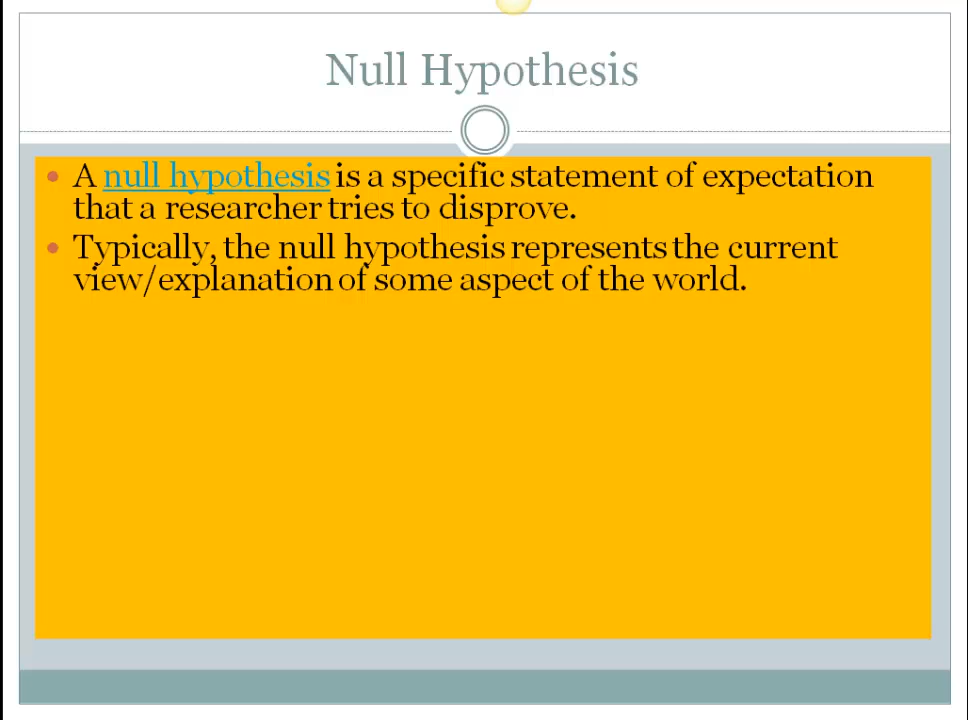 Null Hypothesis
• A null hypothesis is a specific statement of expectation
that a researcher tries to disprove.
• Typically, the null hypothesis represents the current
view/explanation of some aspect of the world.